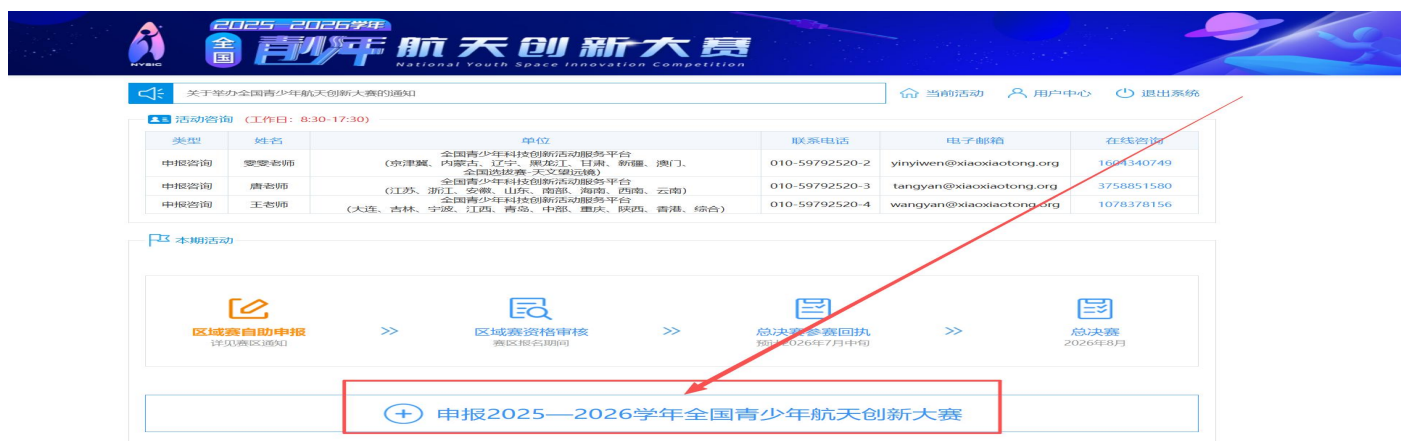 2025—2026学年
全国 青少年 航天创新大赛
NYSIC
National Youth Space Innovation Competition
关于举办全国青少年航天创新大赛的通知
当前活动 用户中心 退出系统
活动咨询 (工作日: 8:30-17:30)
类型 姓名 单位 联系电话 电子邮箱 在线咨询
全国青少年科技创新活动服务平台
申报咨询 雯雯老师 (京津冀、内蒙古、辽宁、黑龙江、甘肃、新疆、澳门、 010-59792520-2 yinyiwen@xiaoxiaotong.org 1604340749
全国选拔赛-天文望远镜)
全国青少年科技创新活动服务平台
申报咨询 唐老师 (江苏、浙江、安徽、山东、南部、海南、西南、云南) 010-59792520-3 tangyan@xiaoxiaotong.org 3758851580
全国青少年科技创新活动服务平台
申报咨询 王老师 (大连、吉林、宁波、江西、青岛、中部、重庆、陕西、香港、综合) 010-59792520-4 wangyan@xiaoxiaotong.org 1078378156
本期活动
区域赛自助申报 >> 区域赛资格审核 >> 总决赛参赛回执 >> 总决赛
详见赛区通知 赛区报名期间 预计2026年7月中旬 2026年8月
申报2025—2026学年全国青少年航天创新大赛